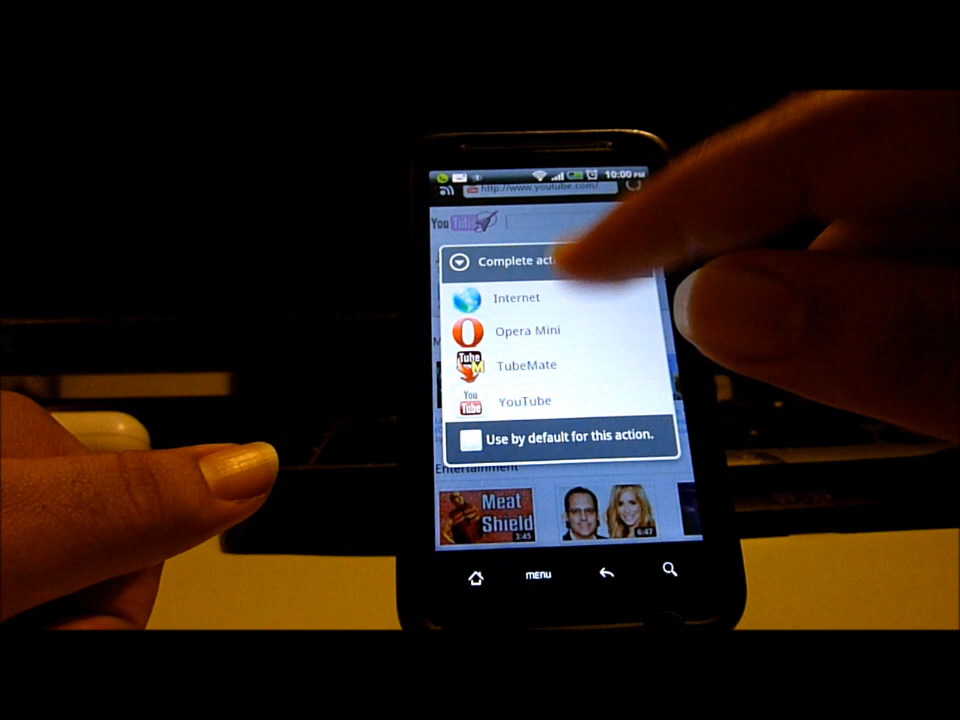 10:00 PM
http://www.youtube.com/
You Tube
Complete act
Internet
Opera Mini
Tube M
TubeMate
You Tube
YouTube
Use by default for this action.
Entertainment
Meat
Shield
3:45
6:47
MENU